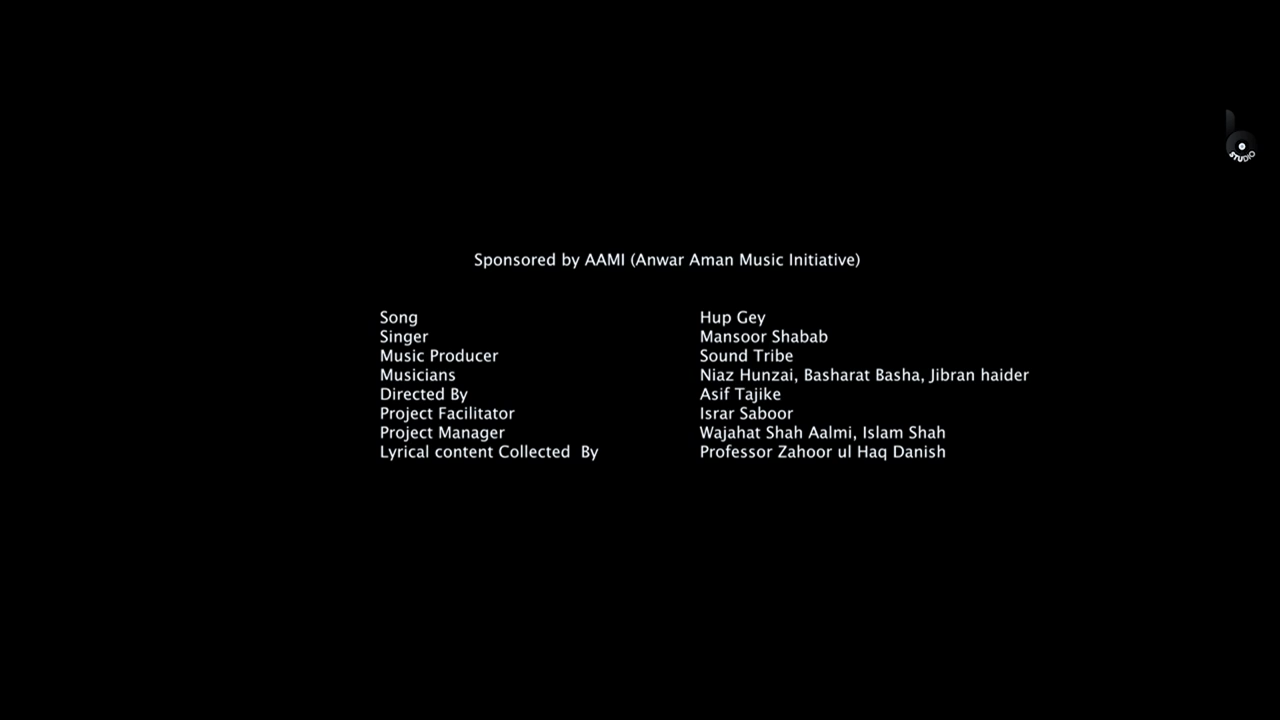 STUDIO
Sponsored by AAMI (Anwar Aman Music Initiative)
Song Hup Gey
Singer Mansoor Shabab
Music Producer Sound Tribe
Musicians Niaz Hunzai, Basharat Basha, Jibran haider
Directed By Asif Tajike
Project Facilitator Israr Saboor
Project Manager Wajahat Shah Aalmi, Islam Shah
Lyrical content Collected  By Professor Zahoor ul Haq Danish